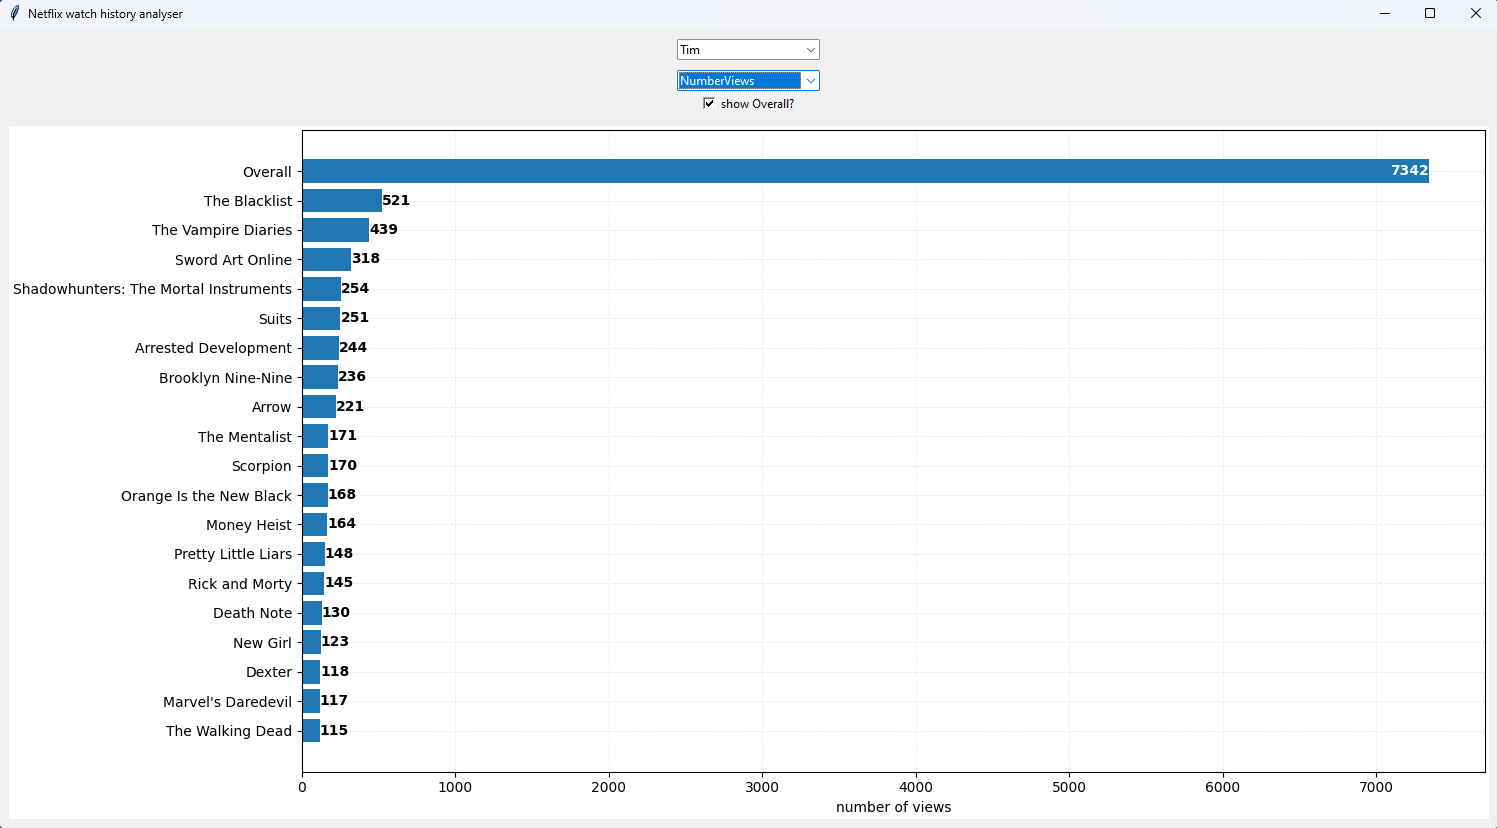 Netflix watch history analyser
Tim
NumberViews
show Overall?
Overall 7342
The Blacklist 521
The Vampire Diaries 439
Sword Art Online 318
Shadowhunters: The Mortal Instruments 254
Suits 251
Arrested Development 244
Brooklyn Nine-Nine 236
Arrow 221
The Mentalist 171
Scorpion 170
Orange Is the New Black 168
Money Heist 164
Pretty Little Liars 148
Rick and Morty 145
Death Note 130
New Girl 123
Dexter 118
Marvel's Daredevil 117
The Walking Dead 115
0 1000 2000 3000 4000 5000 6000 7000
number of views